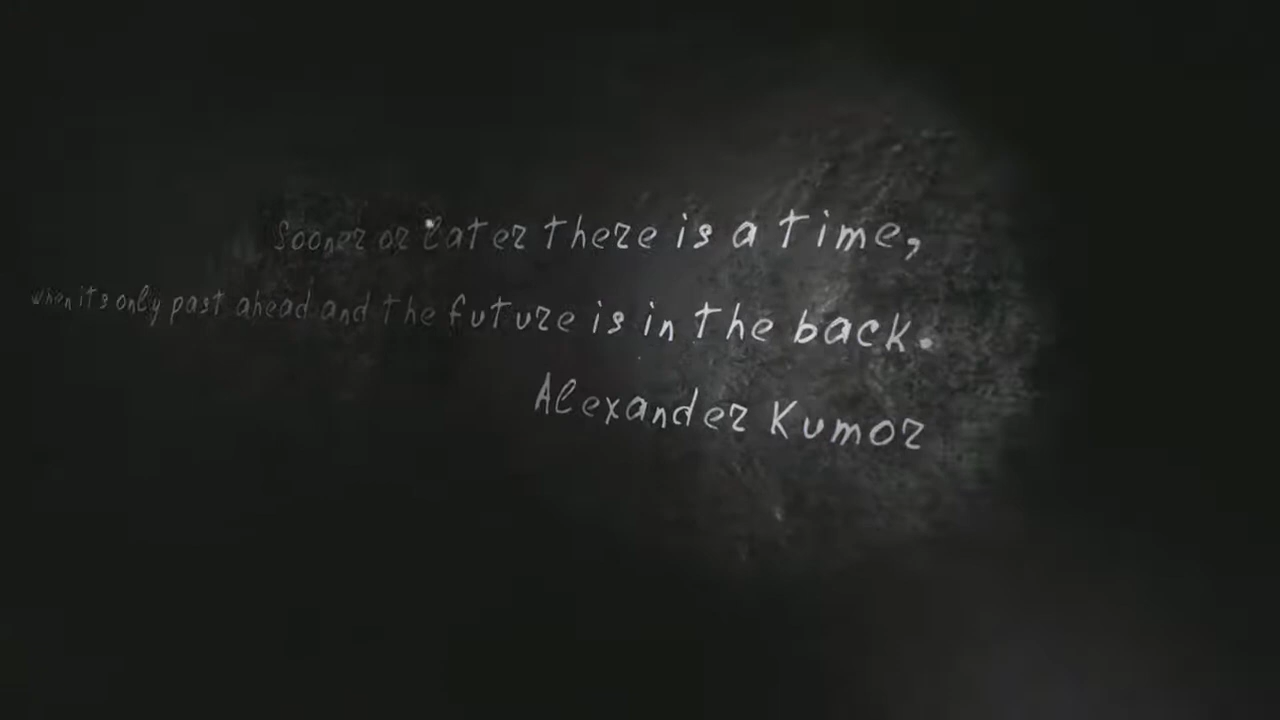 Sooner or later there is a time,
when its only past ahead and the future is in the back.
Alexander Kumor